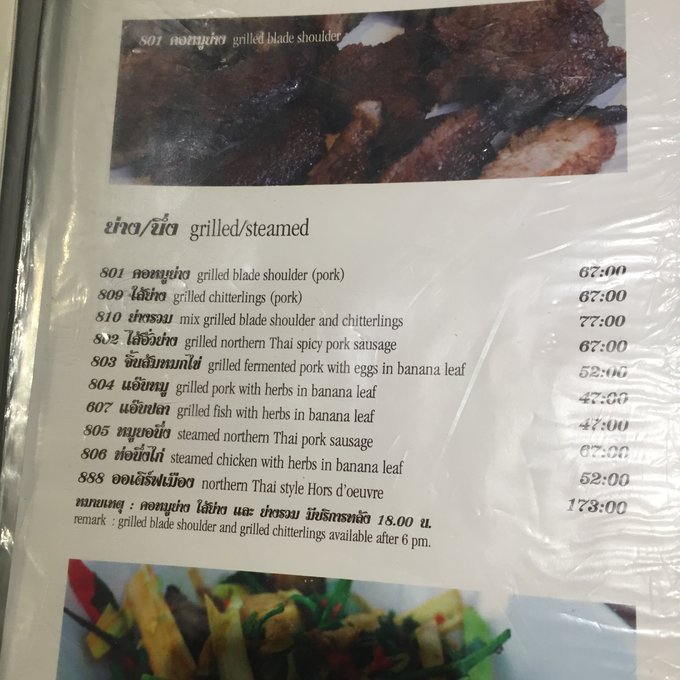 801 คอหมูย่าง grilled blade shoulder
ย่าง/นึ่ง grilled/steamed
801 คอหมูย่าง grilled blade shoulder (pork) 67:00
809 ไส้ย่าง grilled chitterlings (pork) 67:00
810 ย่างรวม mix grilled blade shoulder and chitterlings 77:00
802 ไส้อั่วย่าง grilled northern Thai spicy pork sausage 67:00
803 จิ้นส้มหมกไข่ grilled fermented pork with eggs in banana leaf 52:00
804 แอ๊บหมู grilled pork with herbs in banana leaf 47:00
607 แอ๊บปลา grilled fish with herbs in banana leaf 47:00
805 หมูยอนึ่ง steamed northern Thai pork sausage 67:00
806 ห่อนึ่งไก่ steamed chicken with herbs in banana leaf 52:00
888 ออเดิร์ฟเมือง northern Thai style Hors d'oeuvre 173:00
หมายเหตุ : คอหมูย่าง ไส้ย่าง และ ย่างรวม มีบริการหลัง 18.00 น.
remark : grilled blade shoulder and grilled chitterlings available after 6 pm.